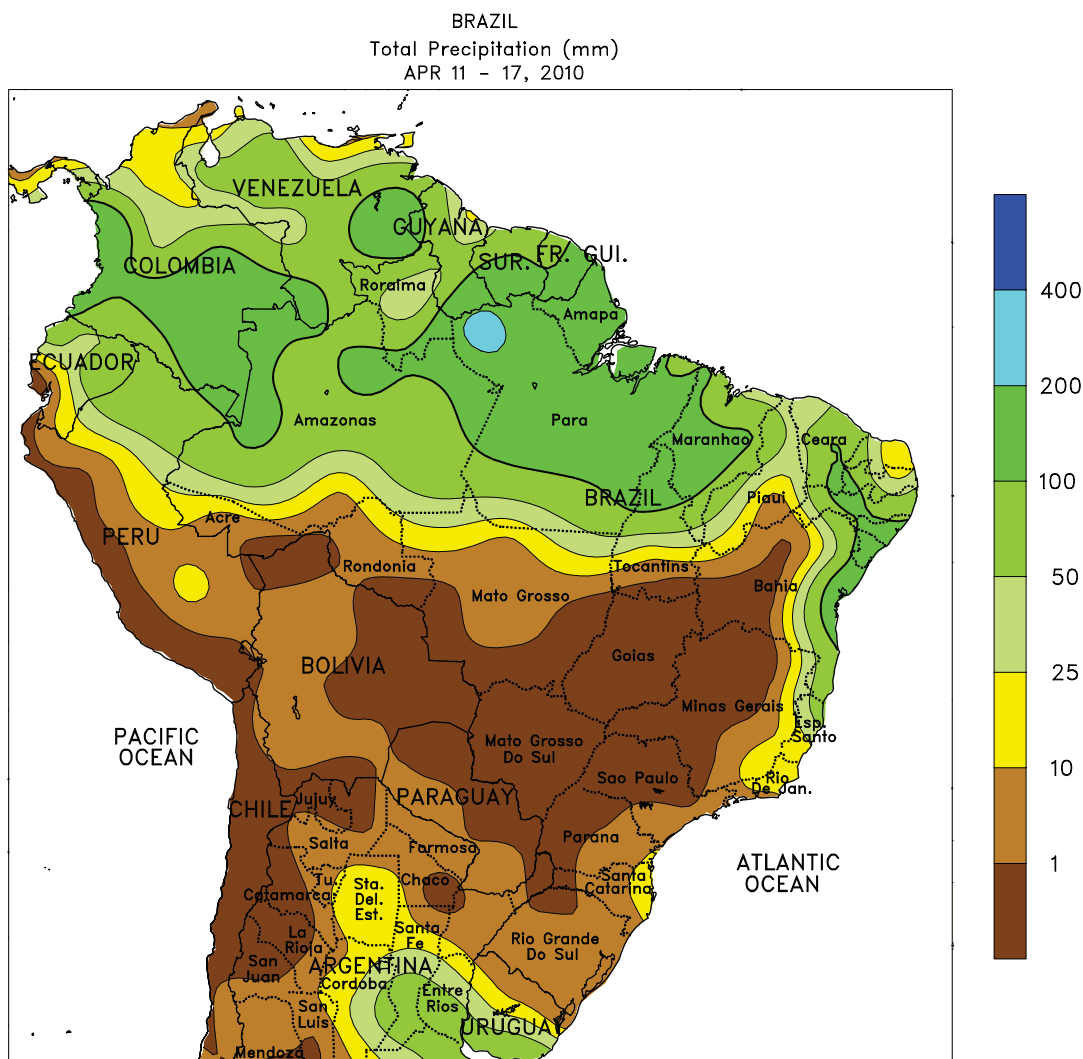 BRAZIL
Total Precipitation (mm)
APR 11 - 17, 2010
VENEZUELA
GUYANA
COLOMBIA
SUR.
FR. GUI.
Roraima
Amapa
ECUADOR
Amazonas
Para
Maranhao
Ceara
BRAZIL
Piaui
Acre
PERU
Rondonia
Tocantins
Mato Grosso
Bahia
BOLIVIA
Goias
Minas Gerais
Esp.
Santo
PACIFIC
OCEAN
Mato Grosso
Do Sul
Sao Paulo
Rio
De Jan.
CHILE
Jujuy
PARAGUAY
Parana
Salta
Formosa
ATLANTIC
OCEAN
Tu.
Catamarca
Sta.
Del.
Est.
Chaco
Santa
Catarina
La
Rioja
Santa
Fe
Rio Grande
Do Sul
San
Juan
ARGENTINA
Cordoba
Entre
Rios
San
Luis
URUGUAY
Mendoza
400
200
100
50
25
10
1